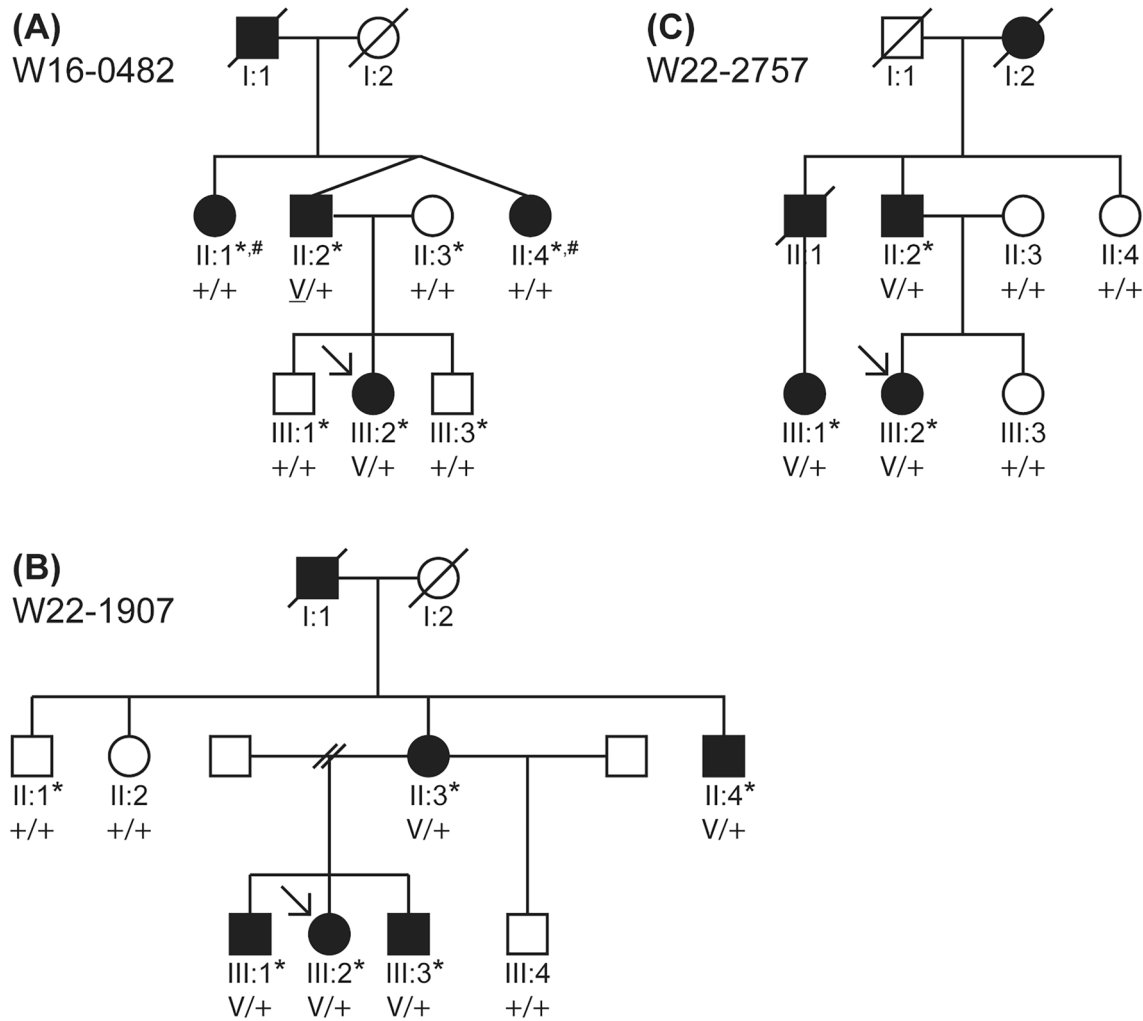 (A)
W16-0482
I:1 I:2
II:1*,# II:2* II:3* II:4*,#
+/+ V/+ +/+ +/+
III:1* III:2* III:3*
+/+ V/+ +/+
(C)
W22-2757
I:1 I:2
II:1 II:2* II:3 II:4
V/+ +/+ +/+
III:1* III:2* III:3
V/+ V/+ +/+
(B)
W22-1907
I:1 I:2
II:1* II:2 II:3* II:4*
+/+ +/+ V/+ V/+
III:1* III:2* III:3* III:4
V/+ V/+ V/+ +/+